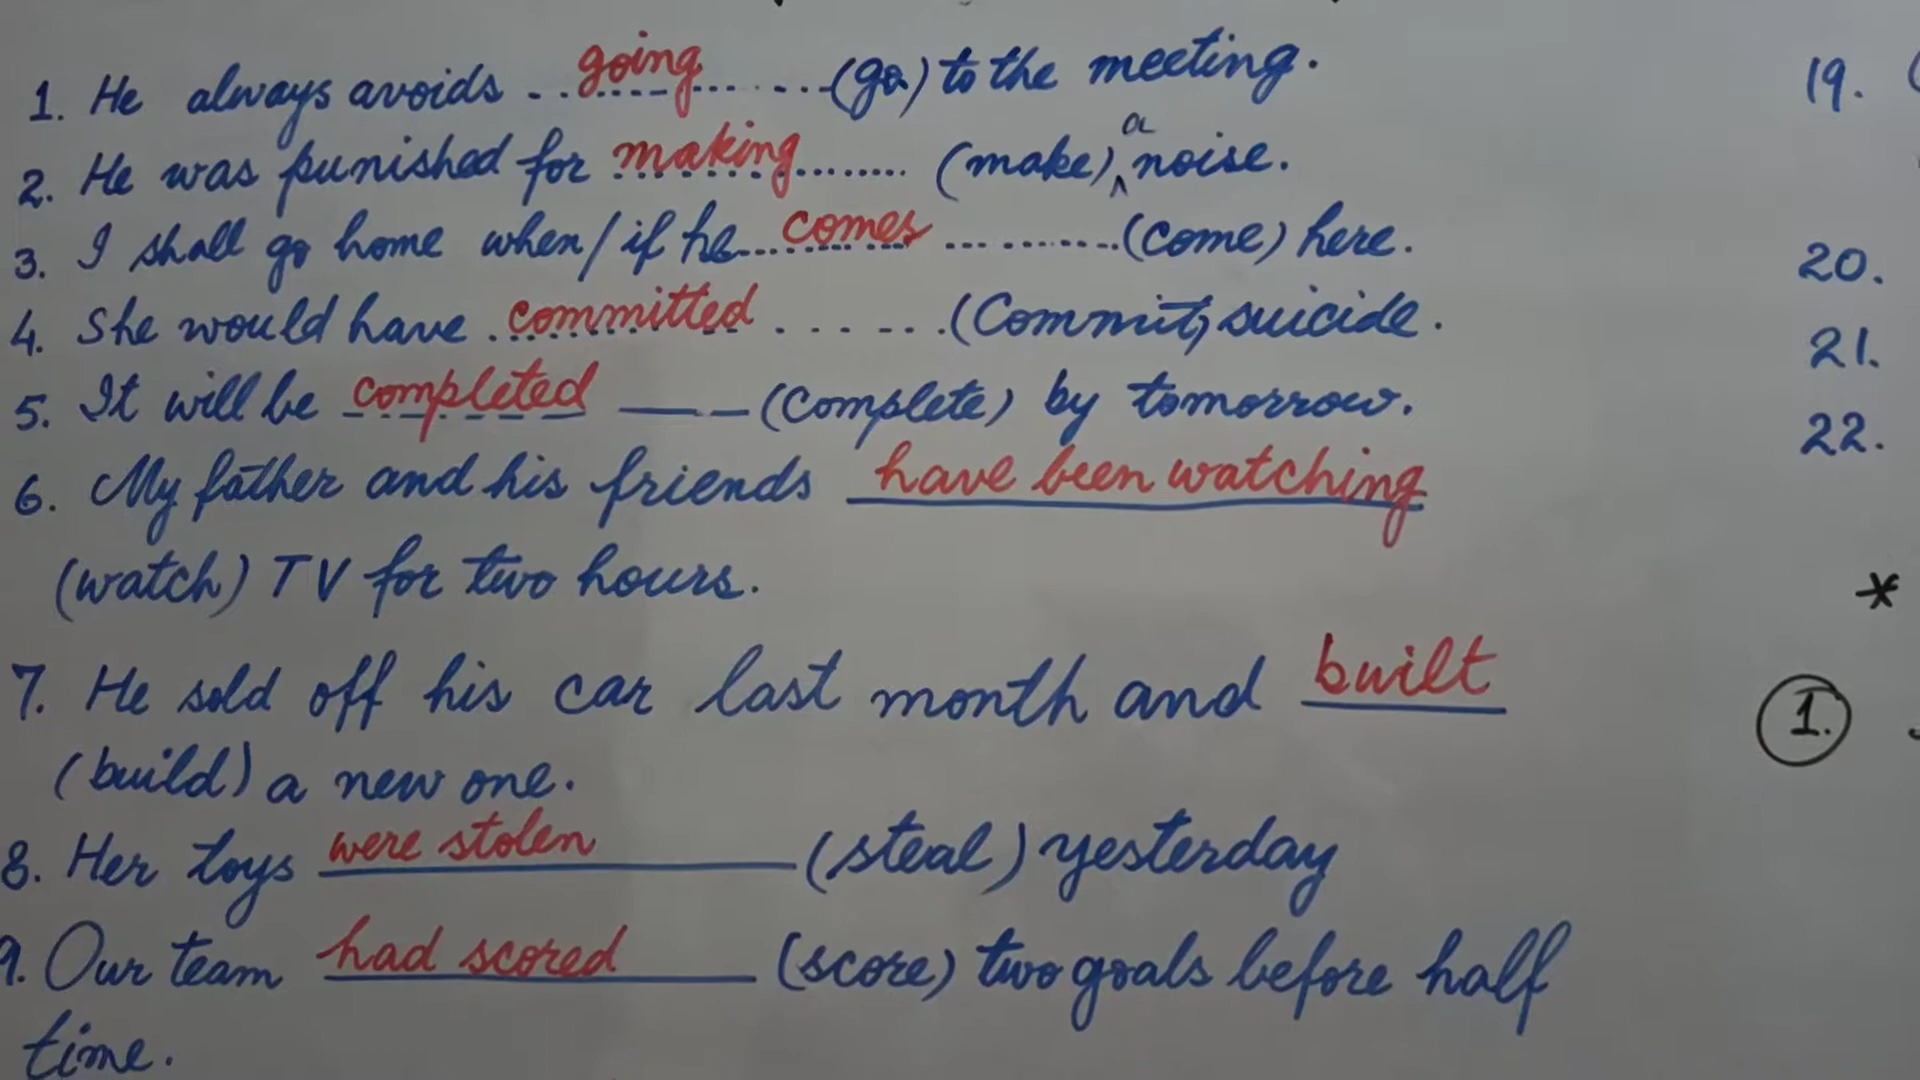 1. He always avoids ... going ... (go) to the meeting.
2. He was punished for making ... (make) a noise.
3. I shall go home when/if he ... comes ... (come) here.
4. She would have committed ... (Commit) suicide.
5. It will be completed ___ (Complete) by tomorrow.
6. My father and his friends have been watching
(watch) TV for two hours.
7. He sold off his car last month and built
(build) a new one.
8. Her toys were stolen (steal) yesterday
9. Our team had scored (score) two goals before half
time.
19.
20.
21.
22.
*
1.